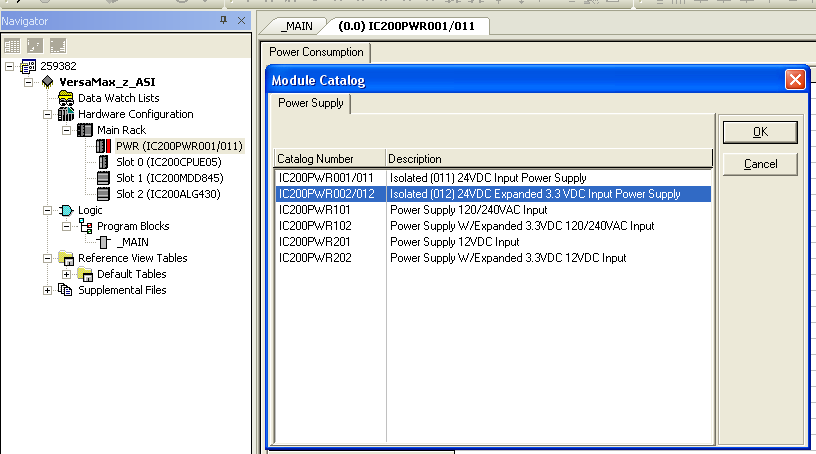 Navigator
259382
VersaMax_z_ASI
Data Watch Lists
Hardware Configuration
Main Rack
PWR (IC200PWR001/011)
Slot 0 (IC200CPUE05)
Slot 1 (IC200MDD845)
Slot 2 (IC200ALG430)
Logic
Program Blocks
_MAIN
Reference View Tables
Default Tables
Supplemental Files
_MAIN
(0.0) IC200PWR001/011
Power Consumption
Module Catalog
Power Supply
Catalog Number Description
IC200PWR001/011 Isolated (011) 24VDC Input Power Supply
IC200PWR002/012 Isolated (012) 24VDC Expanded 3.3 VDC Input Power Supply
IC200PWR101 Power Supply 120/240VAC Input
IC200PWR102 Power Supply W/Expanded 3.3VDC 120/240VAC Input
IC200PWR201 Power Supply 12VDC Input
IC200PWR202 Power Supply W/Expanded 3.3VDC 12VDC Input
OK
Cancel